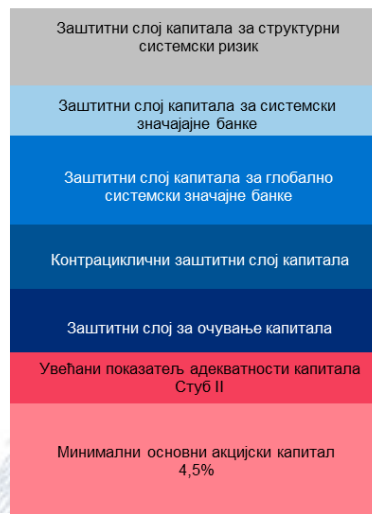 Заштитни слој капитала за структурни
системски ризик
Заштитни слој капитала за системски
значајајне банке
Заштитни слој капитала за глобално
системски значајне банке
Контрациклични заштитни слој капитала
Заштитни слој за очување капитала
Увећани показатељ адекватности капитала
Стуб II
Минимални основни акцијски капитал
4,5%